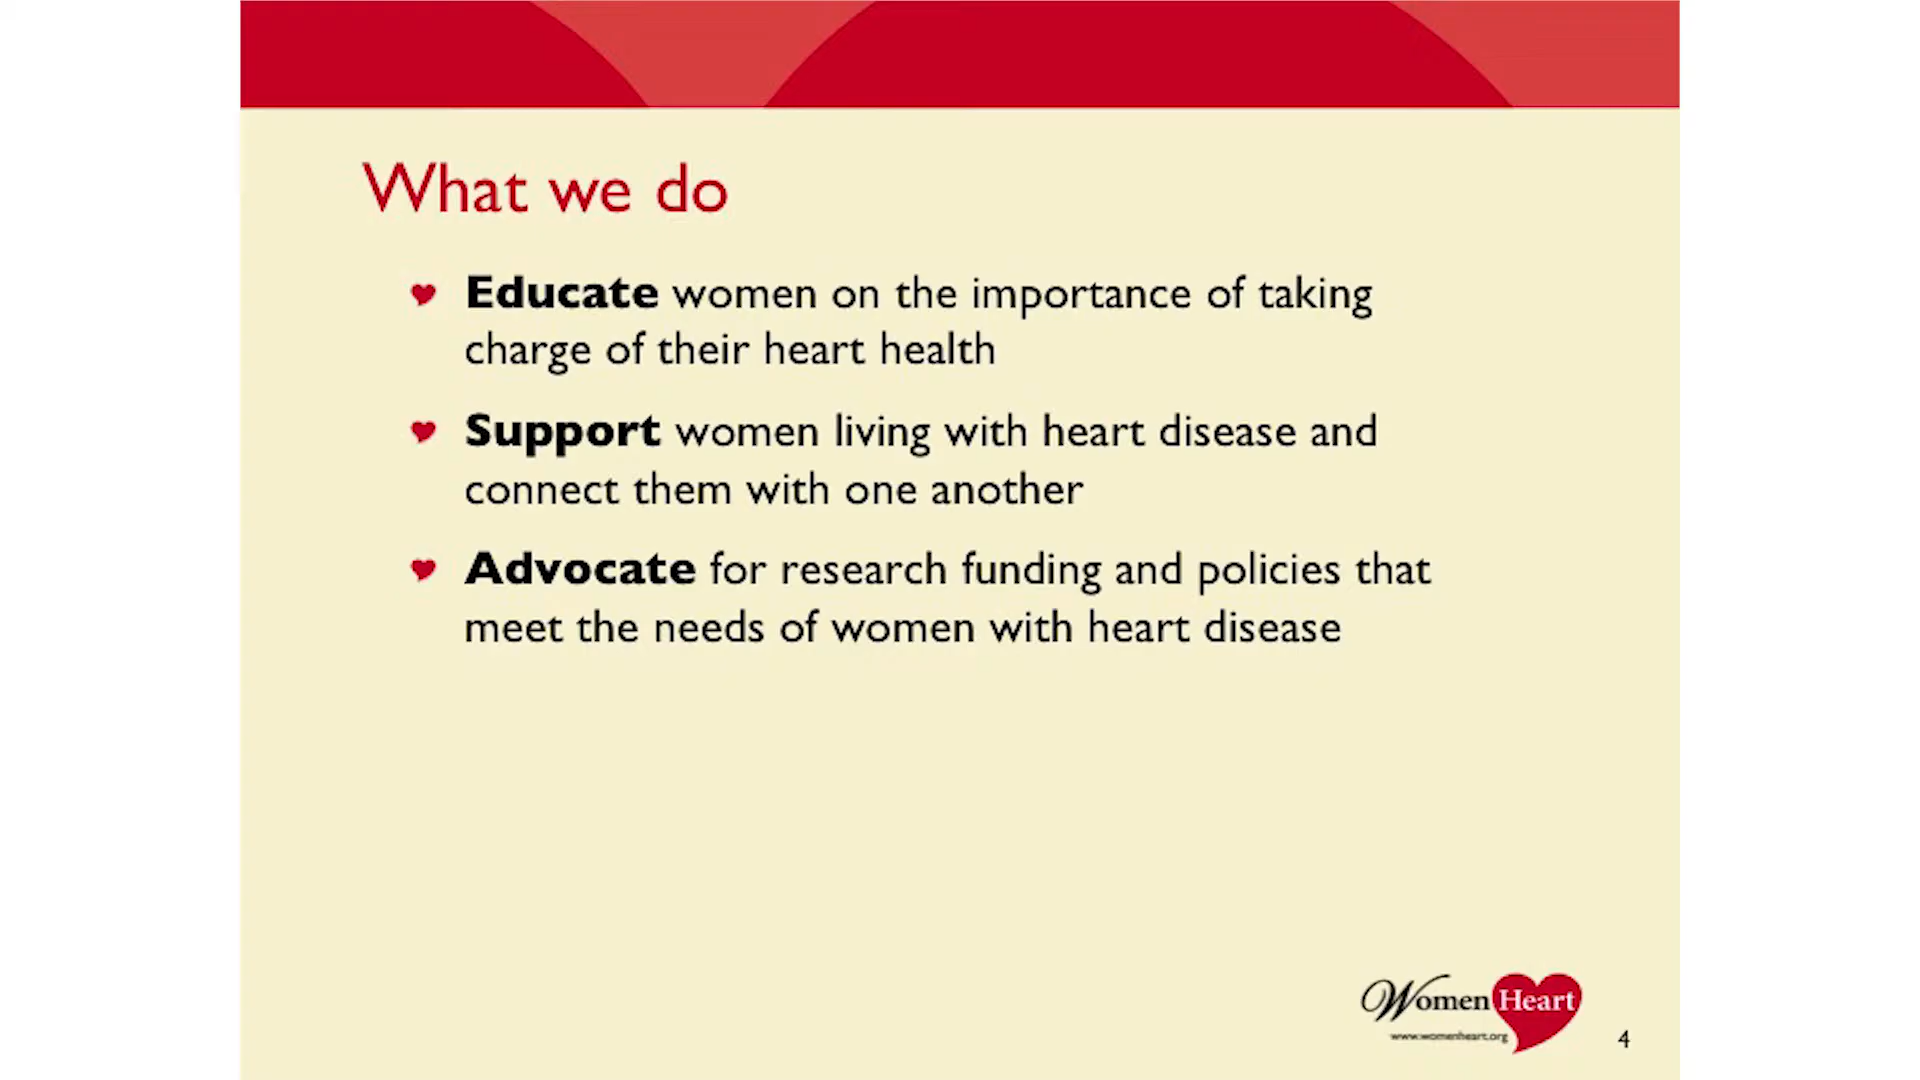 What we do
Educate women on the importance of taking
charge of their heart health
Support women living with heart disease and
connect them with one another
Advocate for research funding and policies that
meet the needs of women with heart disease
Women Heart
www.womenheart.org
4